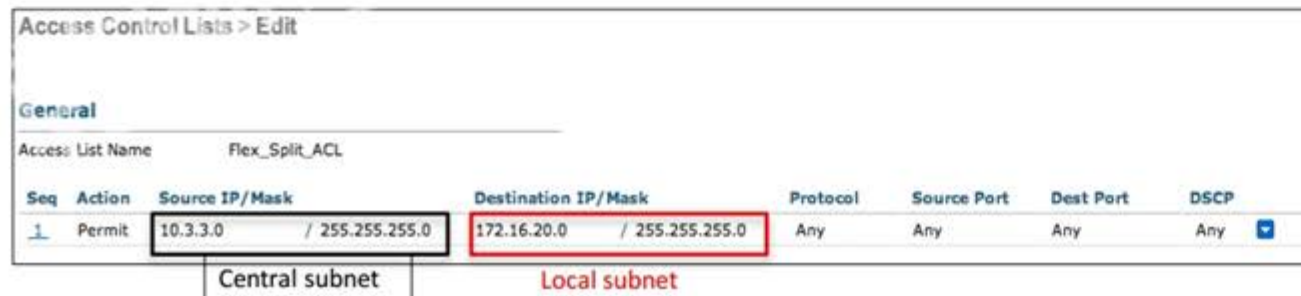 Access Control Lists > Edit
General
Access List Name Flex_Split_ACL
Seq Action Source IP/Mask Destination IP/Mask Protocol Source Port Dest Port DSCP
1 Permit 10.3.3.0 / 255.255.255.0 172.16.20.0 / 255.255.255.0 Any Any Any Any
Central subnet Local subnet